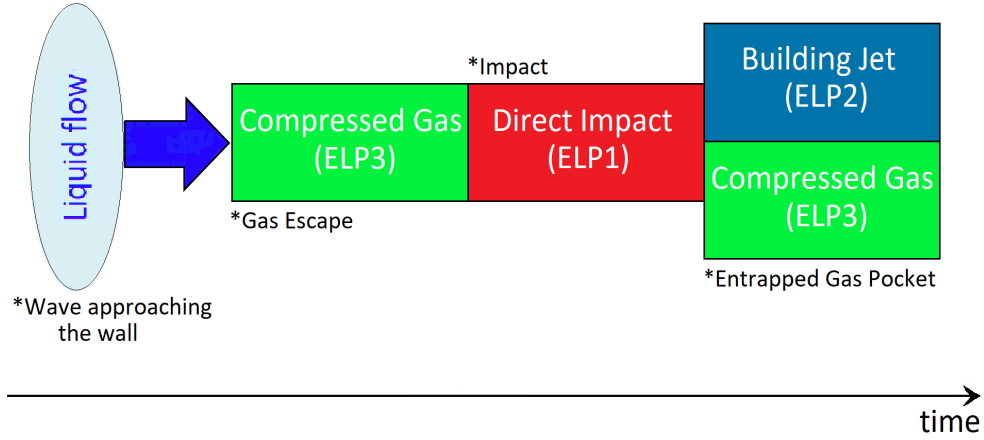 Liquid flow
*Wave approaching
the wall
Compressed Gas
(ELP3)
*Gas Escape
*Impact
Direct Impact
(ELP1)
Building Jet
(ELP2)
Compressed Gas
(ELP3)
*Entrapped Gas Pocket
time